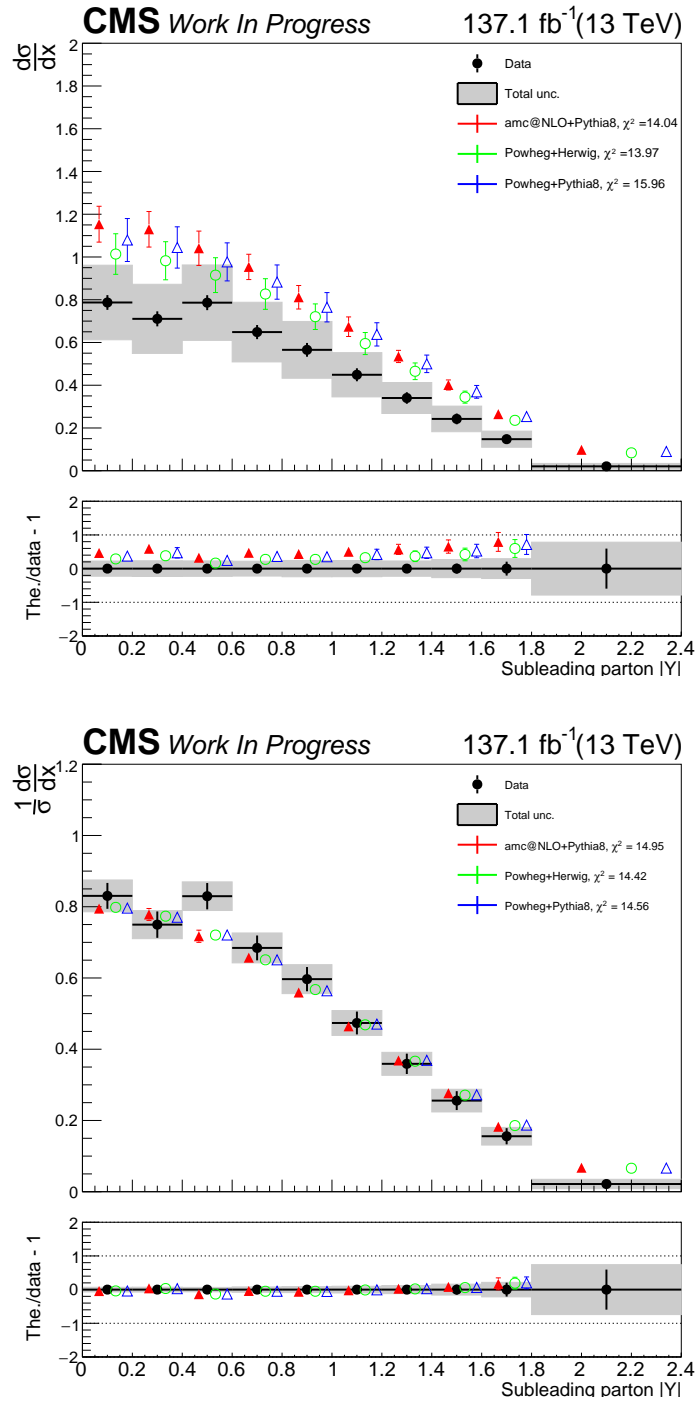 CMS Work In Progress 137.1 fb⁻¹(13 TeV)
dσ
dx
2
1.8
1.6
1.4
1.2
1
0.8
0.6
0.4
0.2
0
Data
Total unc.
amc@NLO+Pythia8, χ² =14.04
Powheg+Herwig, χ² =13.97
Powheg+Pythia8, χ² = 15.96
The./data - 1
2
1
0
−1
−2
0 0.2 0.4 0.6 0.8 1 1.2 1.4 1.6 1.8 2 2.2 2.4
Subleading parton |Y|
CMS Work In Progress 137.1 fb⁻¹(13 TeV)
1 dσ
σ dx
1.2
1
0.8
0.6
0.4
0.2
0
Data
Total unc.
amc@NLO+Pythia8, χ² = 14.95
Powheg+Herwig, χ² = 14.42
Powheg+Pythia8, χ² = 14.56
The./data - 1
2
1
0
−1
−2
0 0.2 0.4 0.6 0.8 1 1.2 1.4 1.6 1.8 2 2.2 2.4
Subleading parton |Y|